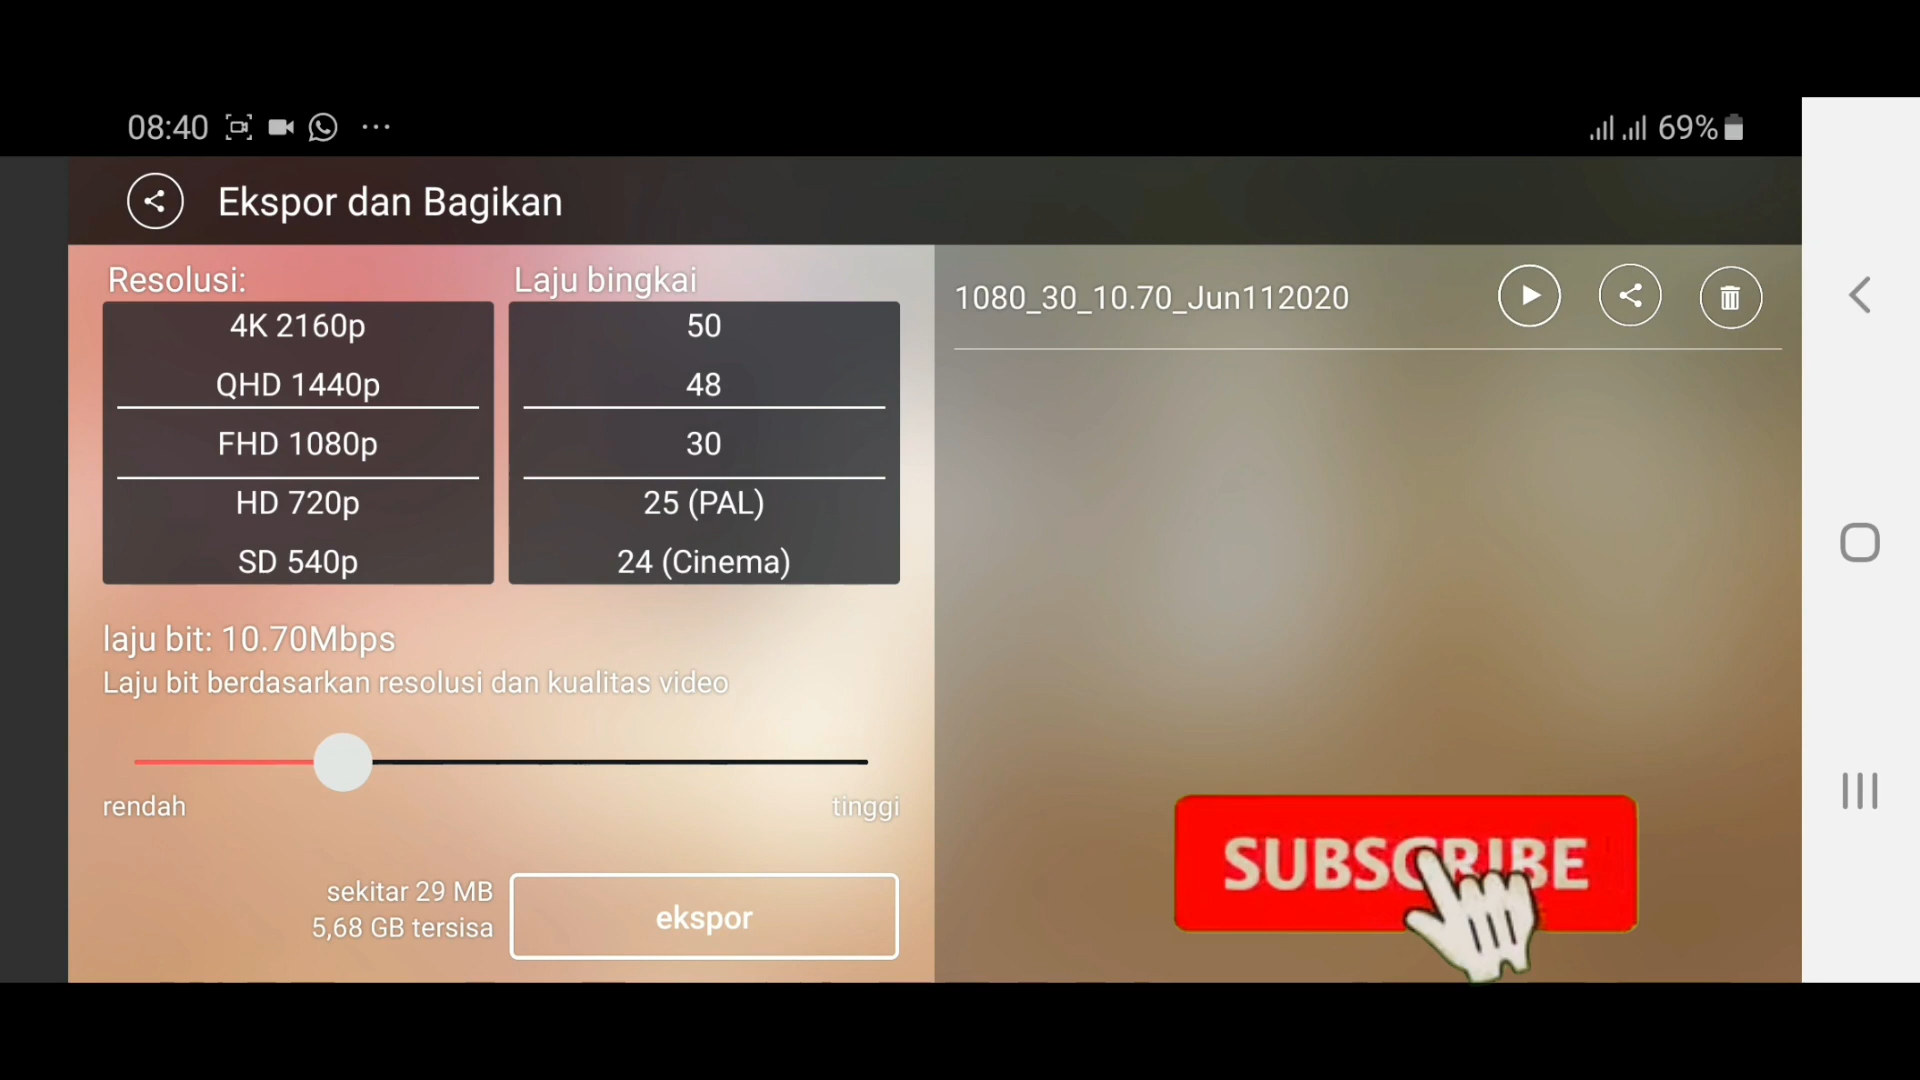 08:40
69%
Ekspor dan Bagikan
Resolusi:
4K 2160p
QHD 1440p
FHD 1080p
HD 720p
SD 540p
Laju bingkai
50
48
30
25 (PAL)
24 (Cinema)
laju bit: 10.70Mbps
Laju bit berdasarkan resolusi dan kualitas video
rendah
tinggi
sekitar 29 MB
5,68 GB tersisa
ekspor
1080_30_10.70_Jun112020
SUBSCRIBE